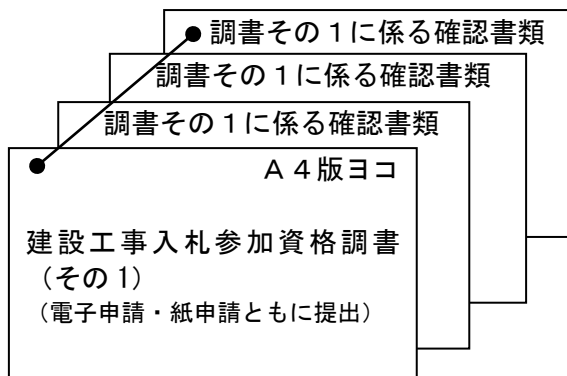 調書その１に係る確認書類
調書その１に係る確認書類
調書その１に係る確認書類
Ａ４版ヨコ
建設工事入札参加資格調書
（その1）
（電子申請・紙申請ともに提出）